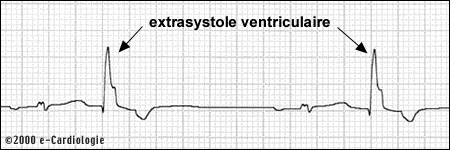 extrasystole ventriculaire
©2000 e-Cardiologie